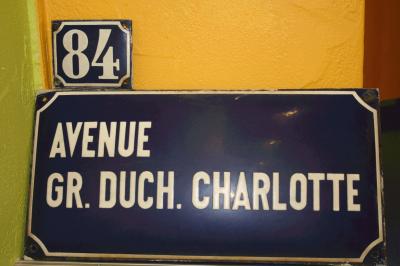 84
AVENUE
GR. DUCH. CHARLOTTE